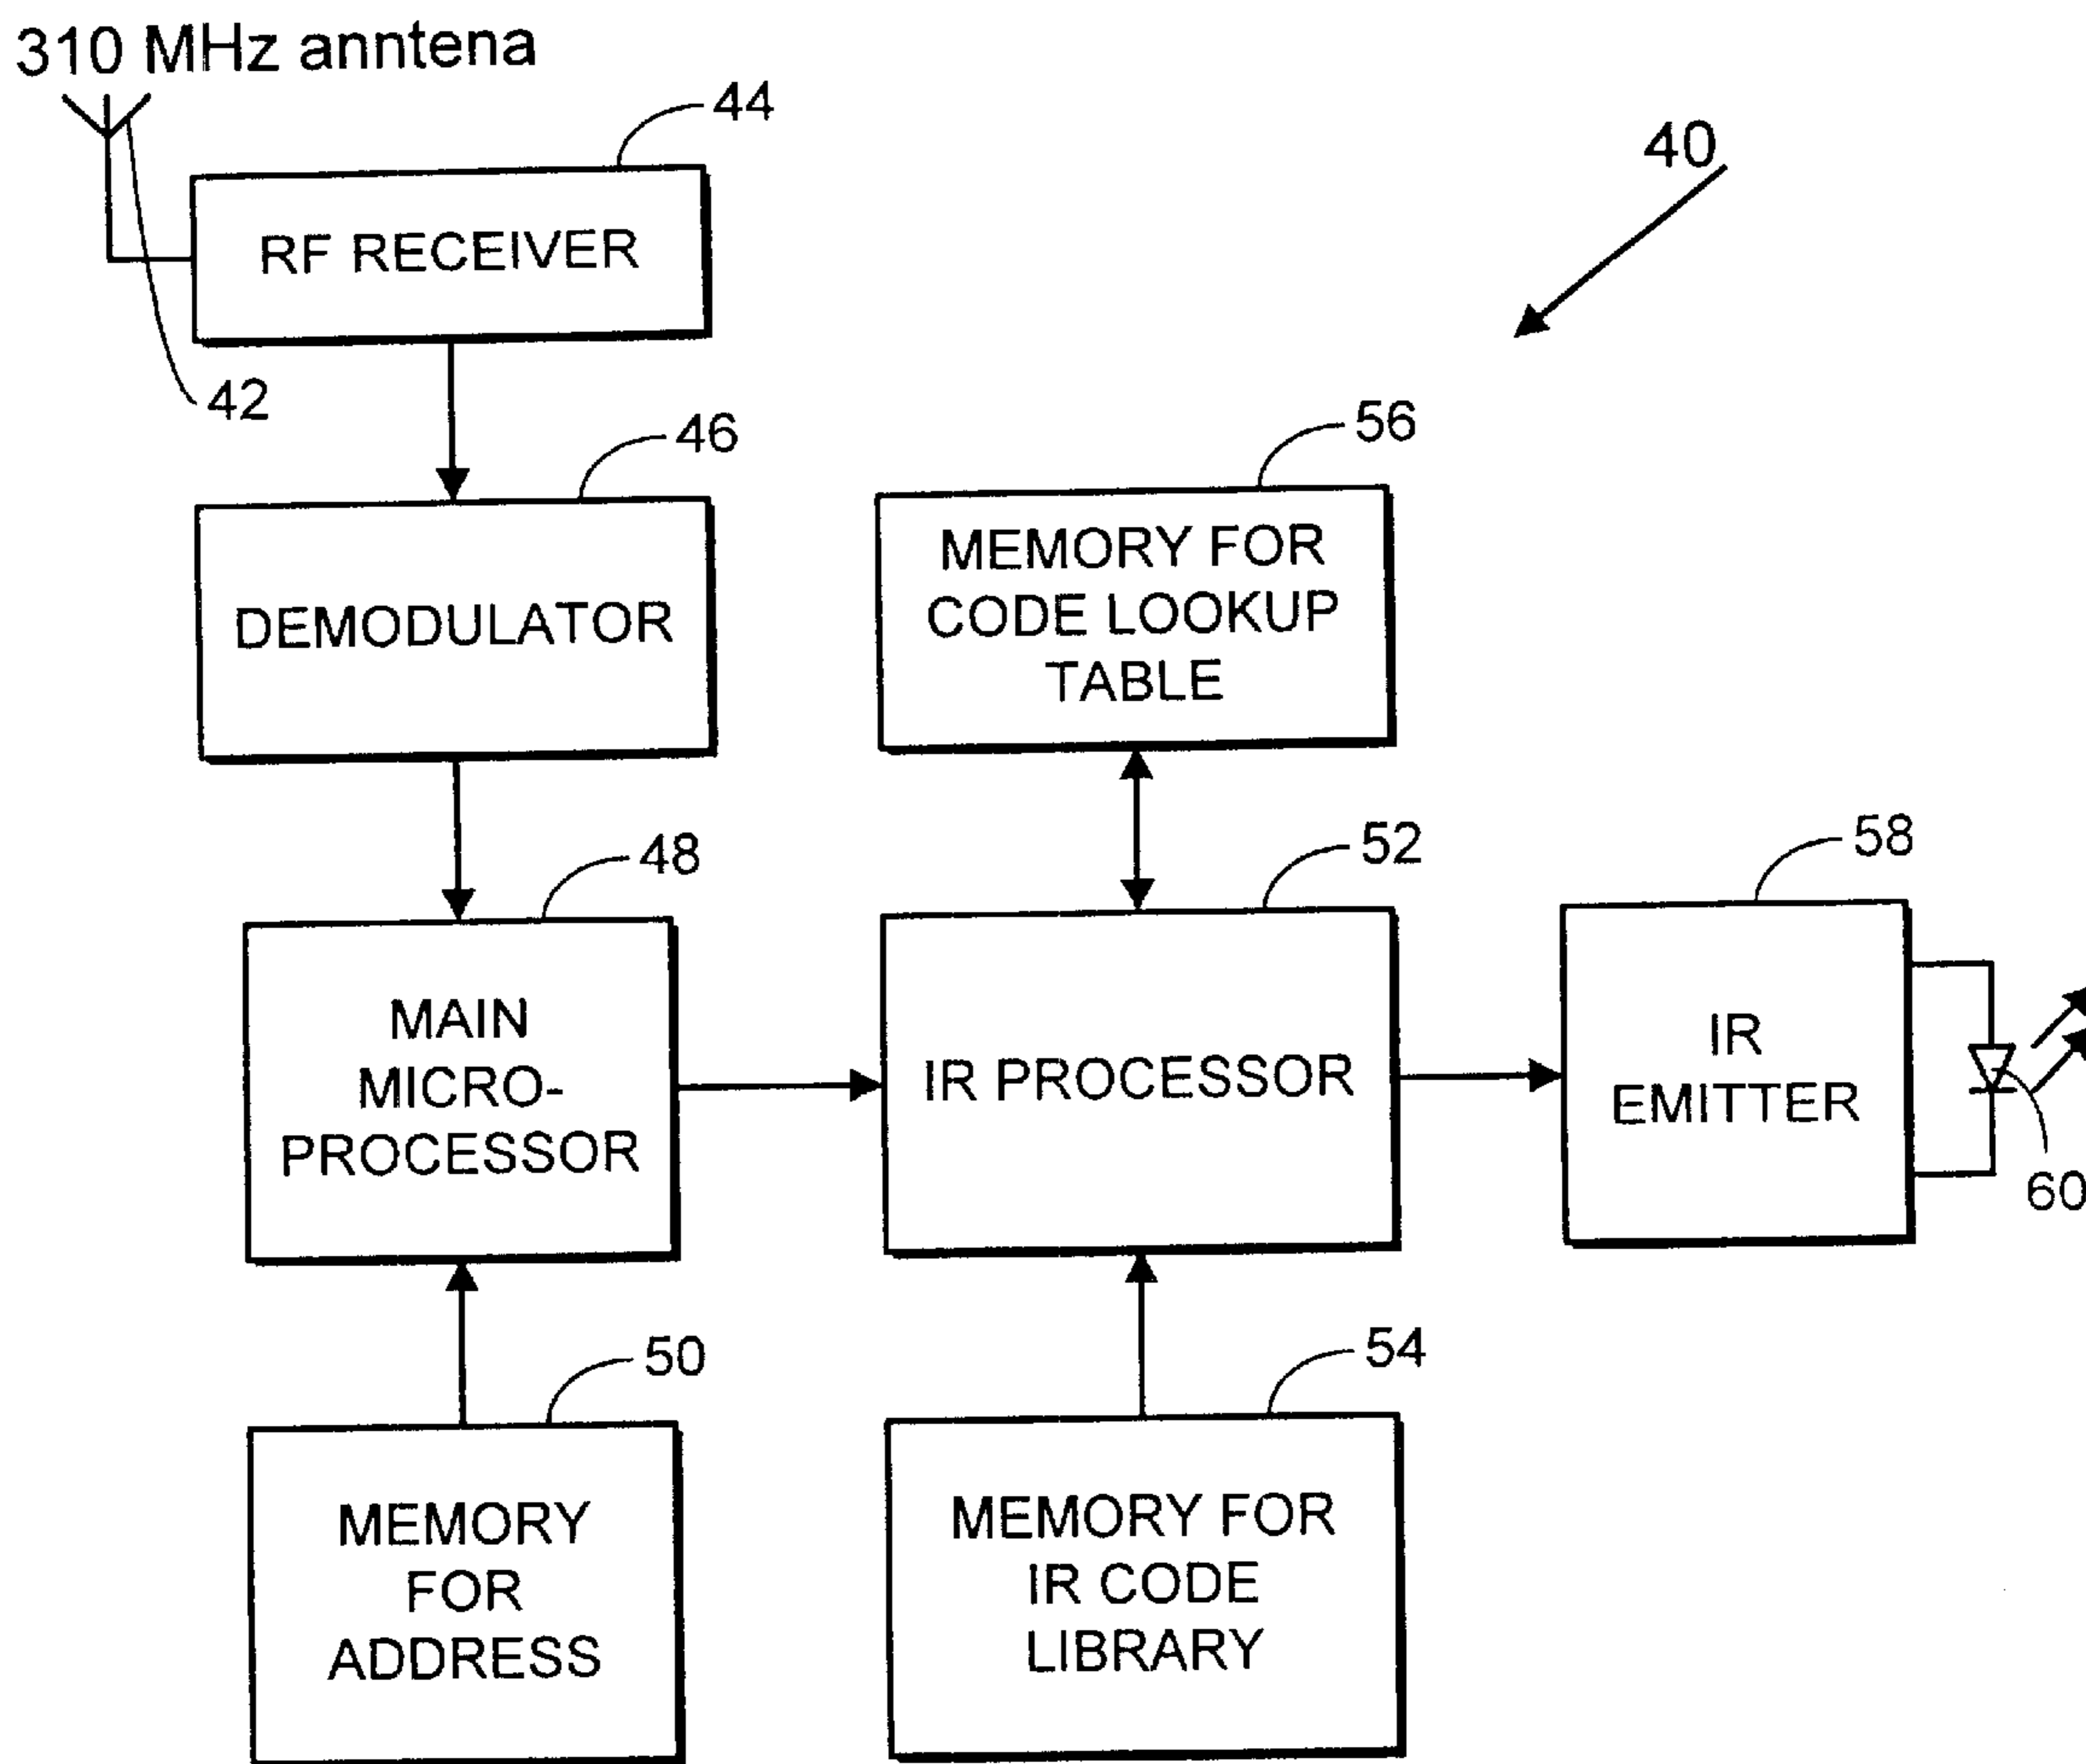 310 MHz anntena
44
40
RF RECEIVER
42
46
56
MEMORY FOR
CODE LOOKUP
TABLE
DEMODULATOR
48
52
58
MAIN
MICRO-
PROCESSOR
IR PROCESSOR
IR
EMITTER
60
50
54
MEMORY
FOR
ADDRESS
MEMORY FOR
IR CODE
LIBRARY